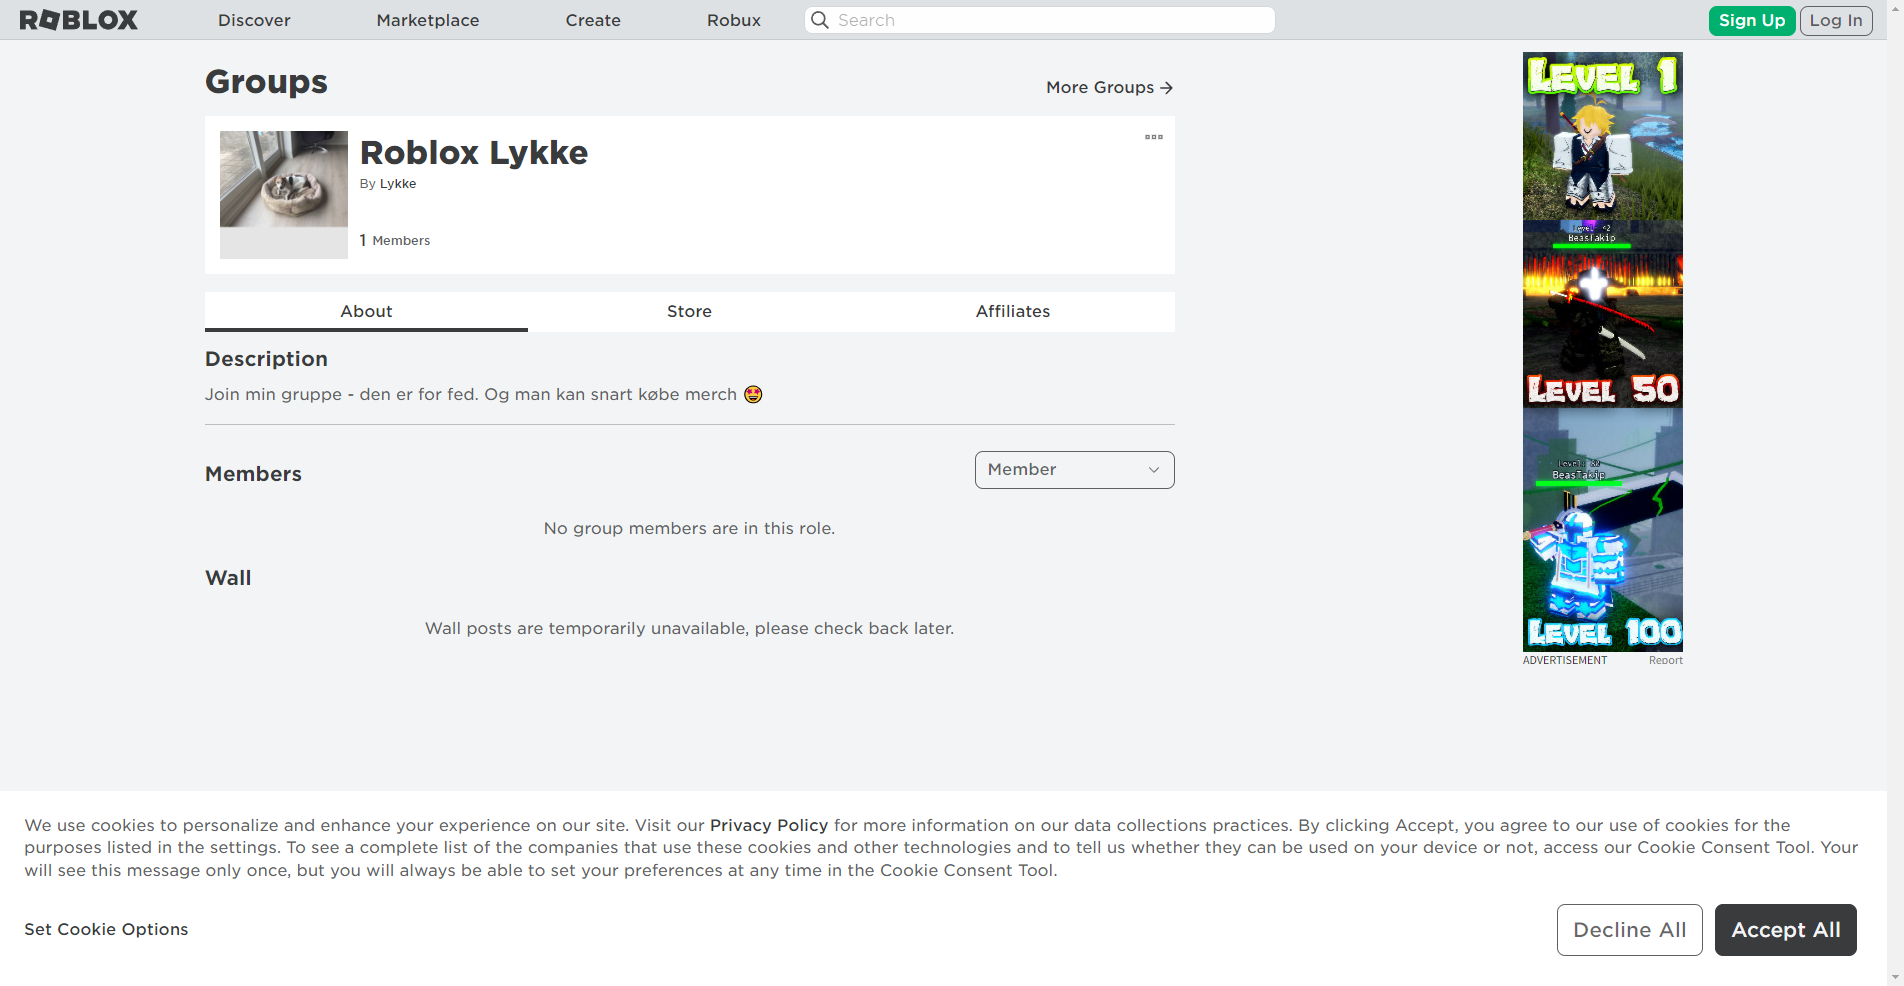 ROBLOX Discover Marketplace Create Robux Search Sign Up Log In
Groups
More Groups
Roblox Lykke
By Lykke
1 Members
About Store Affiliates
Description
Join min gruppe - den er for fed. Og man kan snart købe merch 🤩
Members
Member
No group members are in this role.
Wall
Wall posts are temporarily unavailable, please check back later.
LEVEL 1
BeasTakip
LEVEL 50
BeasTakip
LEVEL 100
ADVERTISEMENT Report
We use cookies to personalize and enhance your experience on our site. Visit our Privacy Policy for more information on our data collections practices. By clicking Accept, you agree to our use of cookies for the
purposes listed in the settings. To see a complete list of the companies that use these cookies and other technologies and to tell us whether they can be used on your device or not, access our Cookie Consent Tool. Your
will see this message only once, but you will always be able to set your preferences at any time in the Cookie Consent Tool.
Set Cookie Options
Decline All
Accept All